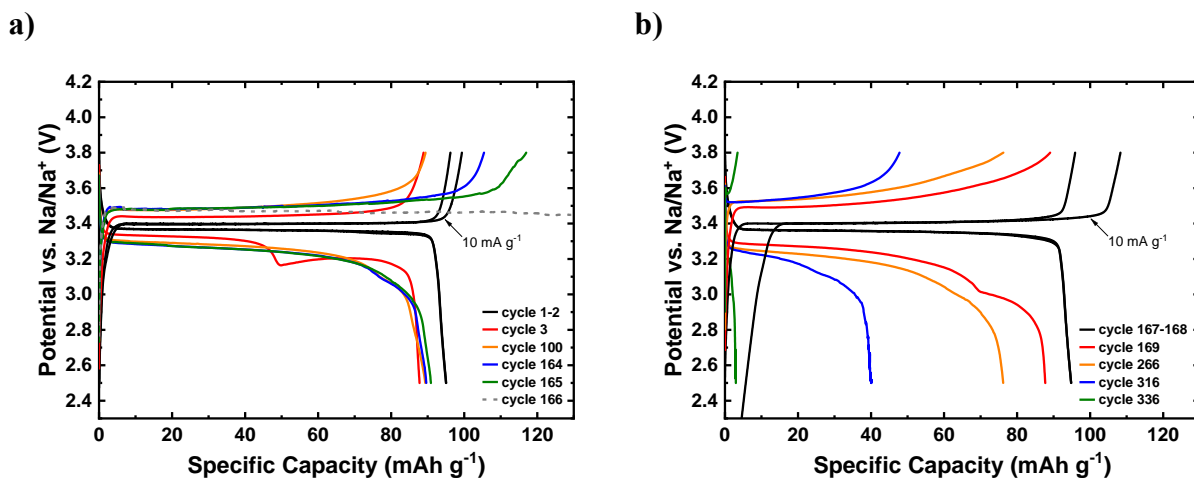 a)
4.2
4.0
3.8
3.6
3.4
3.2
3.0
2.8
2.6
2.4
Potential vs. Na/Na⁺ (V)
10 mA g⁻¹
cycle 1-2
cycle 3
cycle 100
cycle 164
cycle 165
cycle 166
0 20 40 60 80 100 120
Specific Capacity (mAh g⁻¹)
b)
4.2
4.0
3.8
3.6
3.4
3.2
3.0
2.8
2.6
2.4
Potential vs. Na/Na⁺ (V)
10 mA g⁻¹
cycle 167-168
cycle 169
cycle 266
cycle 316
cycle 336
0 20 40 60 80 100 120
Specific Capacity (mAh g⁻¹)